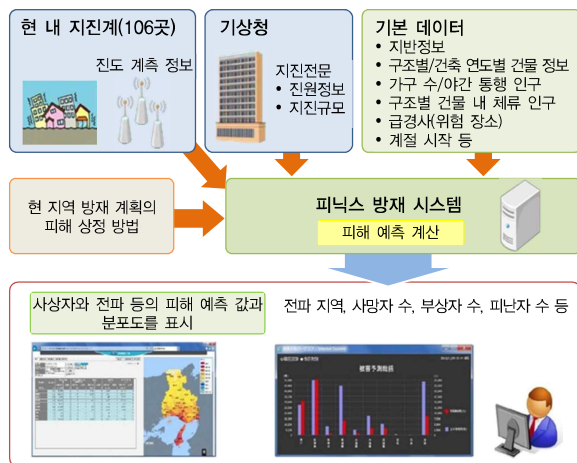 현 내 지진계(106곳)
진도 계측 정보
기상청
지진전문
• 진원정보
• 지진규모
기본 데이터
• 지반정보
• 구조별/건축 연도별 건물 정보
• 가구 수/야간 통행 인구
• 구조별 건물 내 체류 인구
• 급경사(위험 장소)
• 계절 시작 등
현 지역 방재 계획의
피해 상정 방법
피닉스 방재 시스템
피해 예측 계산
사상자와 전파 등의 피해 예측 값과
분포도를 표시
전파 지역, 사망자 수, 부상자 수, 피난자 수 등
被害予測総括